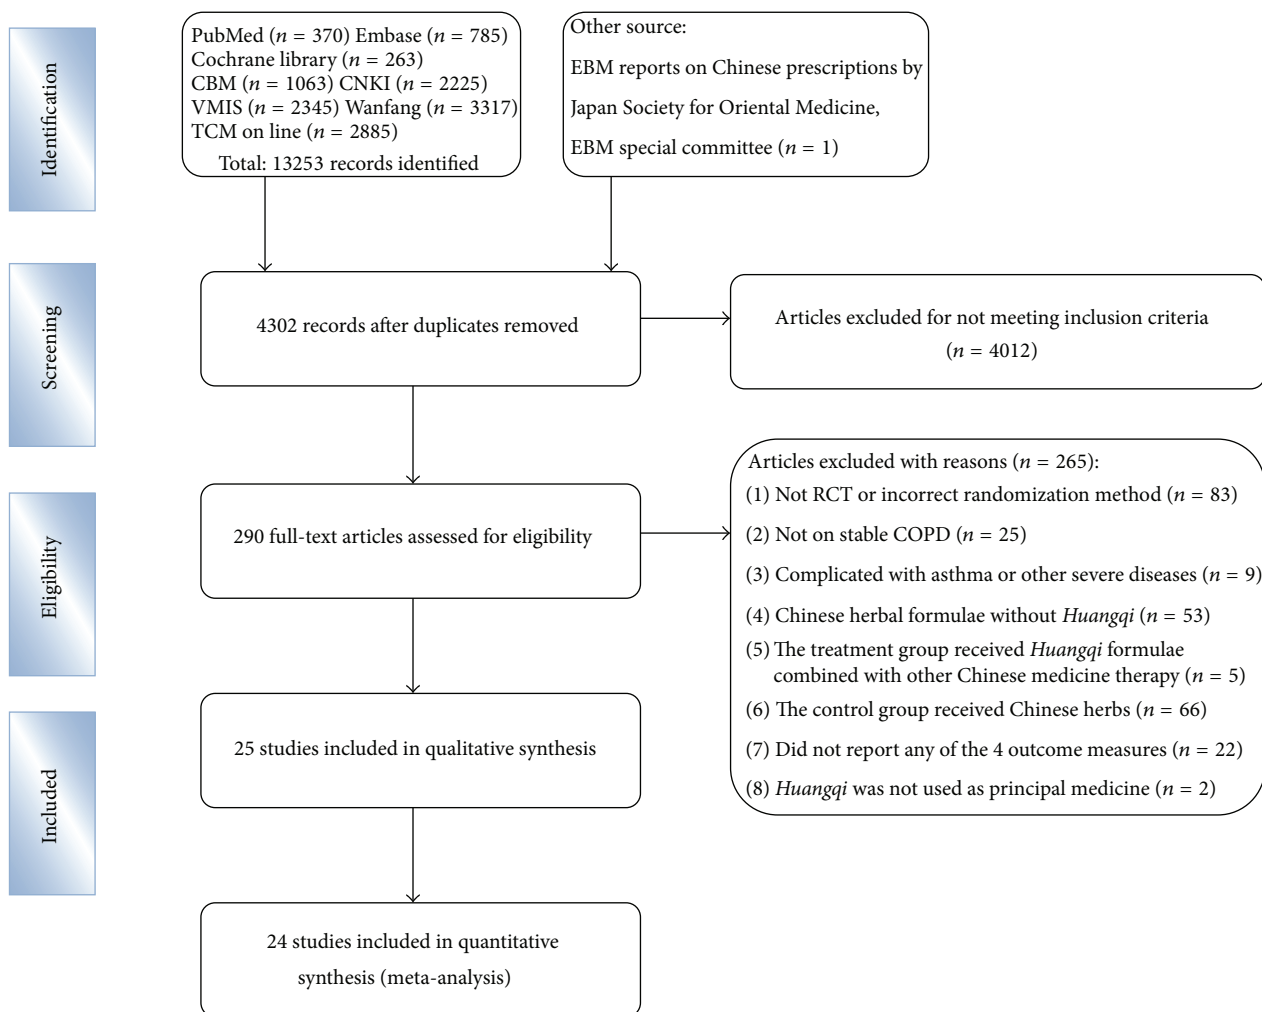 Identification
PubMed (n = 370) Embase (n = 785)
Cochrane library (n = 263)
CBM (n = 1063) CNKI (n = 2225)
VMIS (n = 2345) Wanfang (n = 3317)
TCM on line (n = 2885)
Total: 13253 records identified
Other source:
EBM reports on Chinese prescriptions by
Japan Society for Oriental Medicine,
EBM special committee (n = 1)
Screening
4302 records after duplicates removed
Articles excluded for not meeting inclusion criteria
(n = 4012)
Eligibility
290 full-text articles assessed for eligibility
Articles excluded with reasons (n = 265):
(1) Not RCT or incorrect randomization method (n = 83)
(2) Not on stable COPD (n = 25)
(3) Complicated with asthma or other severe diseases (n = 9)
(4) Chinese herbal formulae without Huangqi (n = 53)
(5) The treatment group received Huangqi formulae
combined with other Chinese medicine therapy (n = 5)
(6) The control group received Chinese herbs (n = 66)
(7) Did not report any of the 4 outcome measures (n = 22)
(8) Huangqi was not used as principal medicine (n = 2)
Included
25 studies included in qualitative synthesis
24 studies included in quantitative
synthesis (meta-analysis)